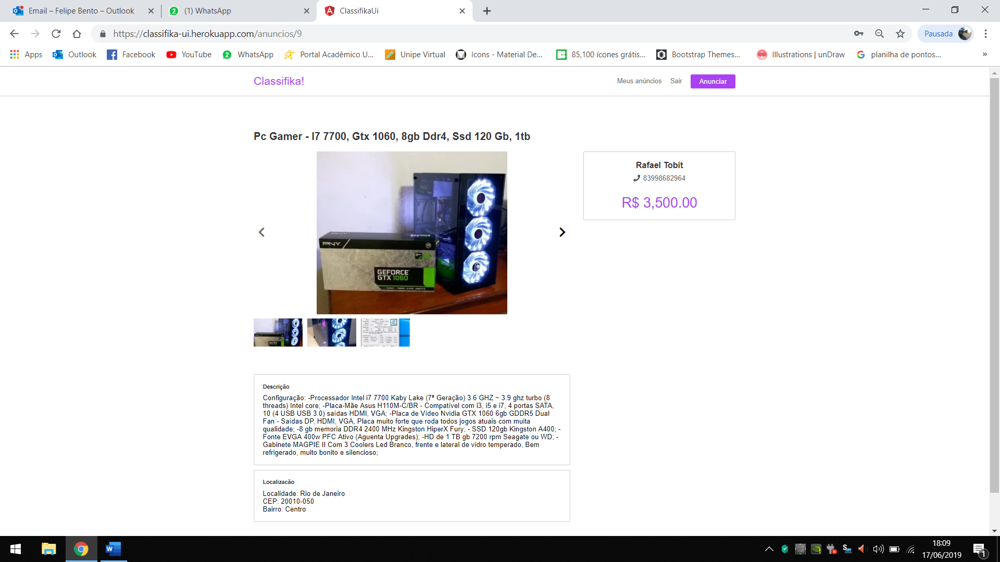 Email – Felipe Bento – Outlook
(1) WhatsApp
ClassifikaUi
https://classifika-ui.herokuapp.com/anuncios/9
Pausada
Apps
Outlook
Facebook
YouTube
WhatsApp
Portal Acadêmico U...
Unipe Virtual
Icons - Material De...
85,100 ícones grátis...
Bootstrap Themes...
Illustrations | unDraw
planilha de pontos...
»
Classifika!
Meus anúncios
Sair
Anunciar
Pc Gamer - I7 7700, Gtx 1060, 8gb Ddr4, Ssd 120 Gb, 1tb
PNY
GEFORCE
GTX 1060
Rafael Tobit
83998682964
R$ 3,500.00
Descrição
Configuração: -Processador Intel i7 7700 Kaby Lake (7ª Geração) 3.6 GHZ ~ 3.9 ghz turbo (8
threads) Intel core; -Placa-Mãe Asus H110M-C/BR - Compatível com i3, i5 e i7, 4 portas SATA,
10 (4 USB USB 3.0) saídas HDMI, VGA; -Placa de Vídeo Nvidia GTX 1060 6gb GDDR5 Dual
Fan - Saídas DP, HDMI, VGA, Placa muito forte que roda todos jogos atuais com muita
qualidade; -8 gb memoria DDR4 2400 MHz Kingston HiperX Fury; - SSD 120gb Kingston A400; -
Fonte EVGA 400w PFC Ativo (Aguenta Upgrades); -HD de 1 TB gb 7200 rpm Seagate ou WD; -
Gabinete MAGPIE II Com 3 Coolers Led Branco, frente e lateral de vidro temperado, Bem
refrigerado, muito bonito e silencioso;
Localizacão
Localidade: Rio de Janeiro
CEP: 20010-050
Bairro: Centro
18:09
17/06/2019
1